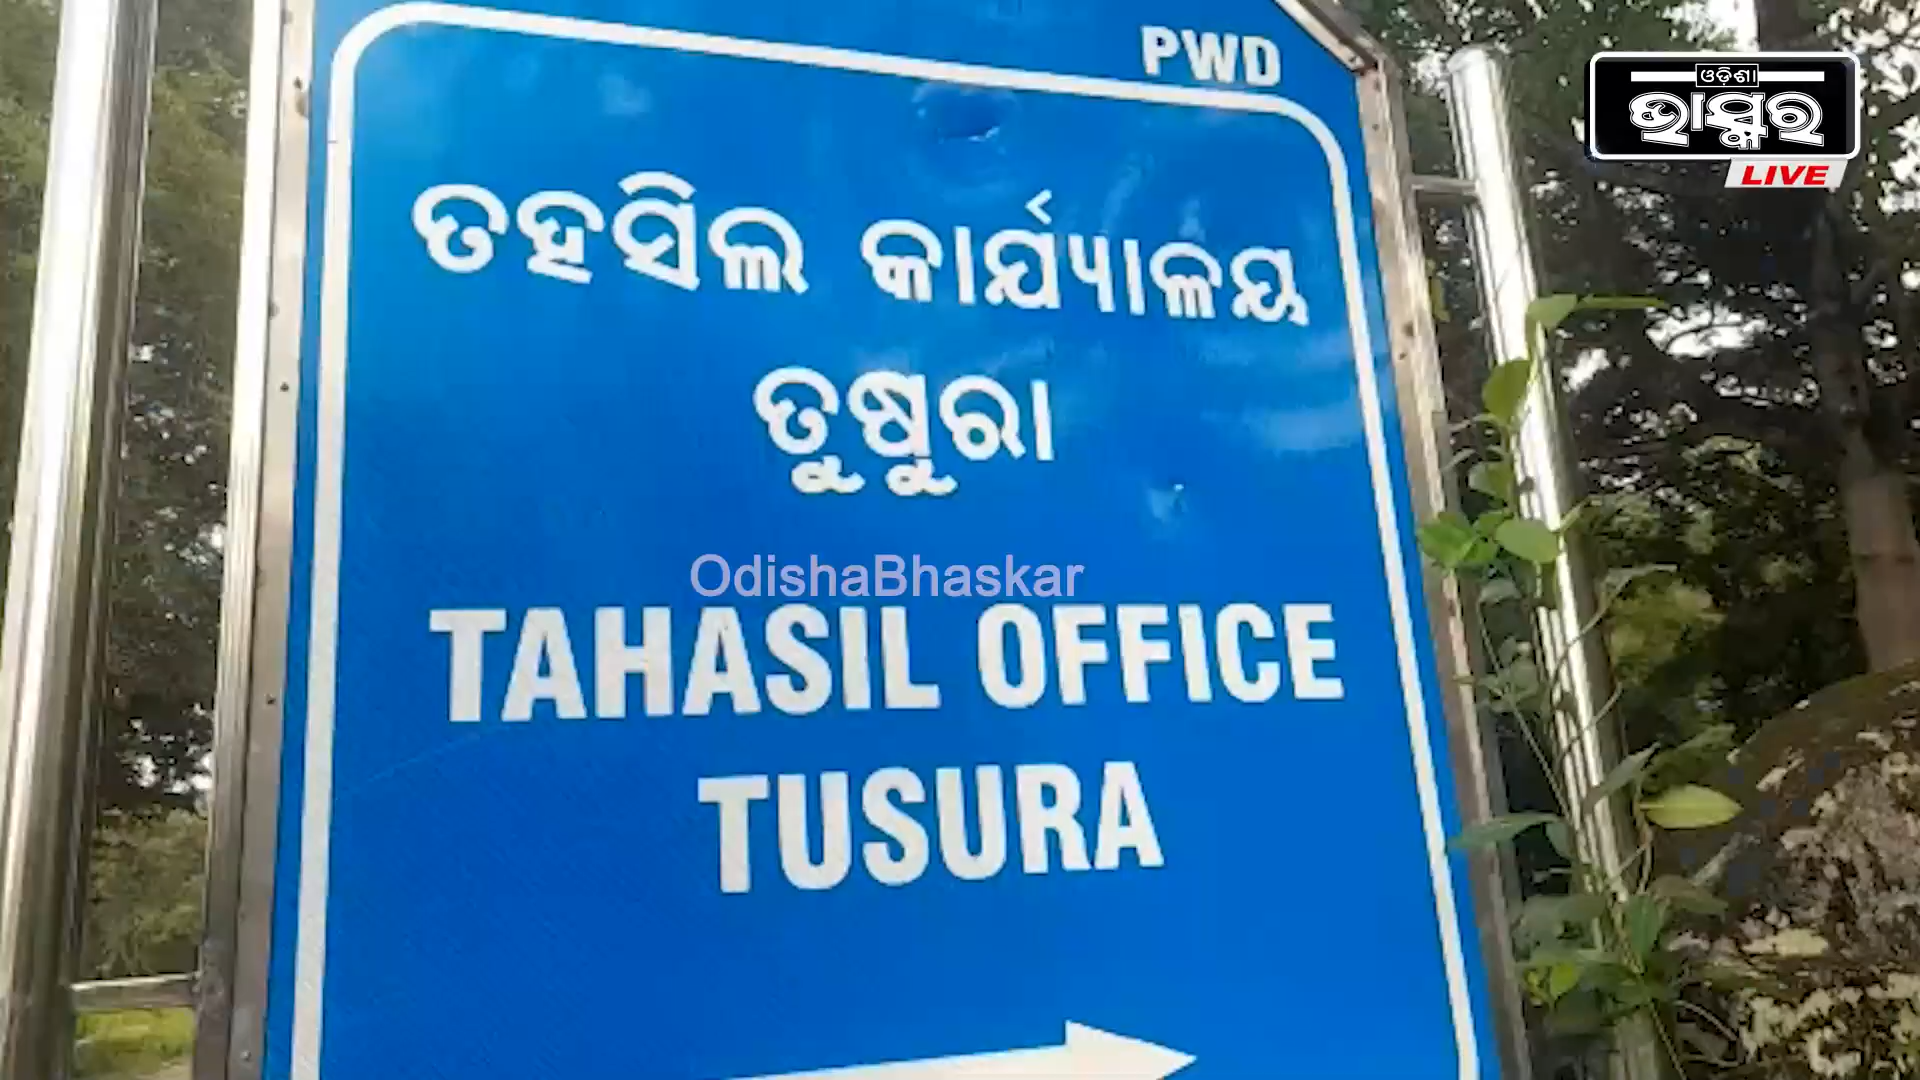 PWD
ଓଡ଼ିଶା
ଭାସ୍କର
LIVE
ତହସିଲ କାର୍ଯ୍ୟାଳୟ
ତୁଷୁରା
OdishaBhaskar
TAHASIL OFFICE
TUSURA